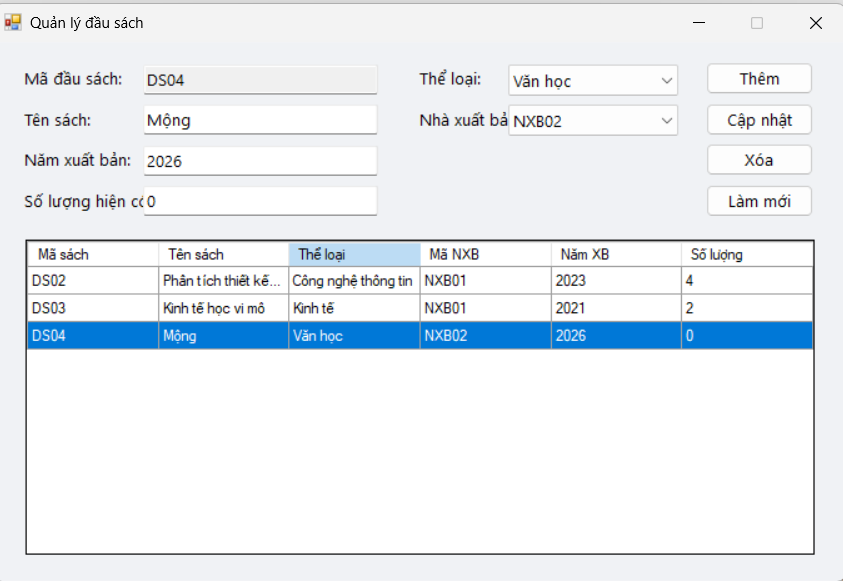 Quản lý đầu sách
Mã đầu sách: DS04 Thể loại: Văn học Thêm
Tên sách: Mộng Nhà xuất bả NXB02 Cập nhật
Năm xuất bản: 2026 Xóa
Số lượng hiện có 0 Làm mới
Mã sách Tên sách Thể loại Mã NXB Năm XB Số lượng
DS02 Phân tích thiết kế... Công nghệ thông tin NXB01 2023 4
DS03 Kinh tế học vi mô Kinh tế NXB01 2021 2
DS04 Mộng Văn học NXB02 2026 0